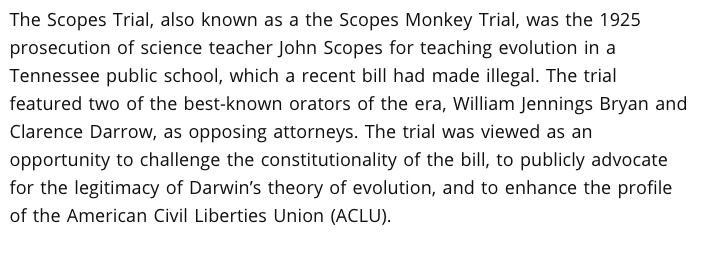 The Scopes Trial, also known as a the Scopes Monkey Trial, was the 1925
prosecution of science teacher John Scopes for teaching evolution in a
Tennessee public school, which a recent bill had made illegal. The trial
featured two of the best-known orators of the era, William Jennings Bryan and
Clarence Darrow, as opposing attorneys. The trial was viewed as an
opportunity to challenge the constitutionality of the bill, to publicly advocate
for the legitimacy of Darwin’s theory of evolution, and to enhance the profile
of the American Civil Liberties Union (ACLU).